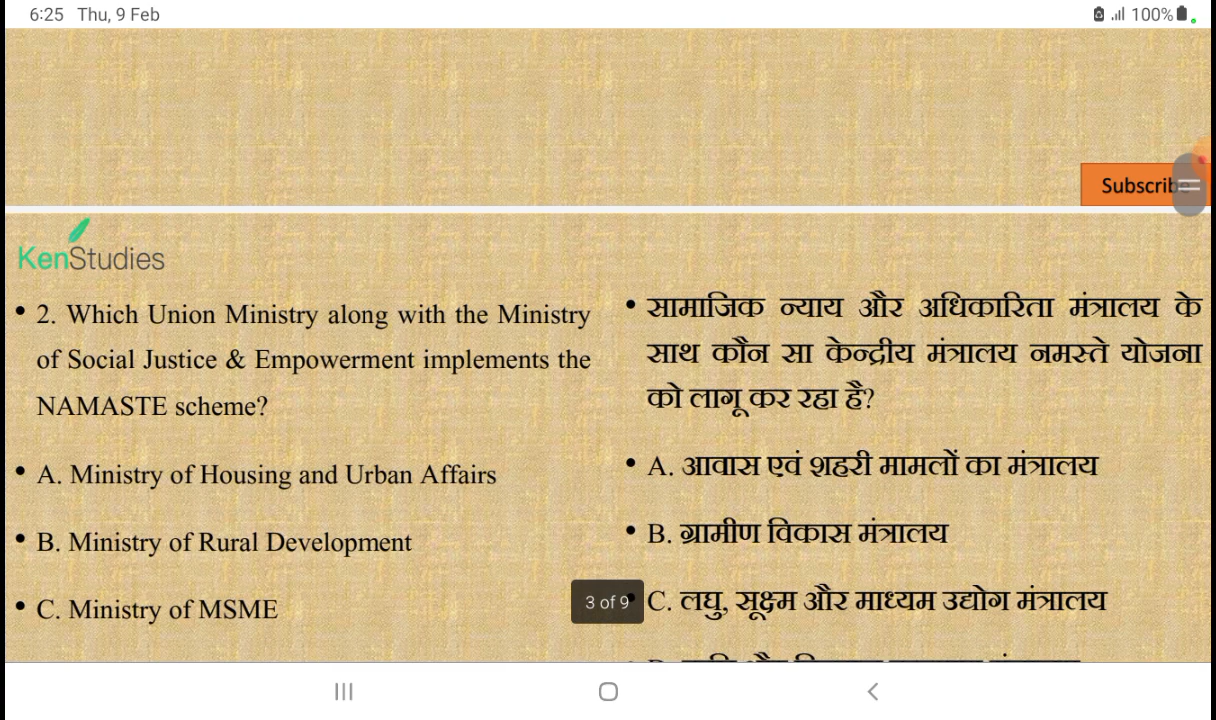 6:25 Thu, 9 Feb
100%
Subscribe
KenStudies
• 2. Which Union Ministry along with the Ministry
of Social Justice & Empowerment implements the
NAMASTE scheme?
• A. Ministry of Housing and Urban Affairs
• B. Ministry of Rural Development
• C. Ministry of MSME
• सामाजिक न्याय और अधिकारिता मंत्रालय के
साथ कौन सा केन्द्रीय मंत्रालय नमस्ते योजना
को लागू कर रहा है?
• A. आवास एवं शहरी मामलों का मंत्रालय
• B. ग्रामीण विकास मंत्रालय
• C. लघु, सूक्ष्म और माध्यम उद्योग मंत्रालय
3 of 9